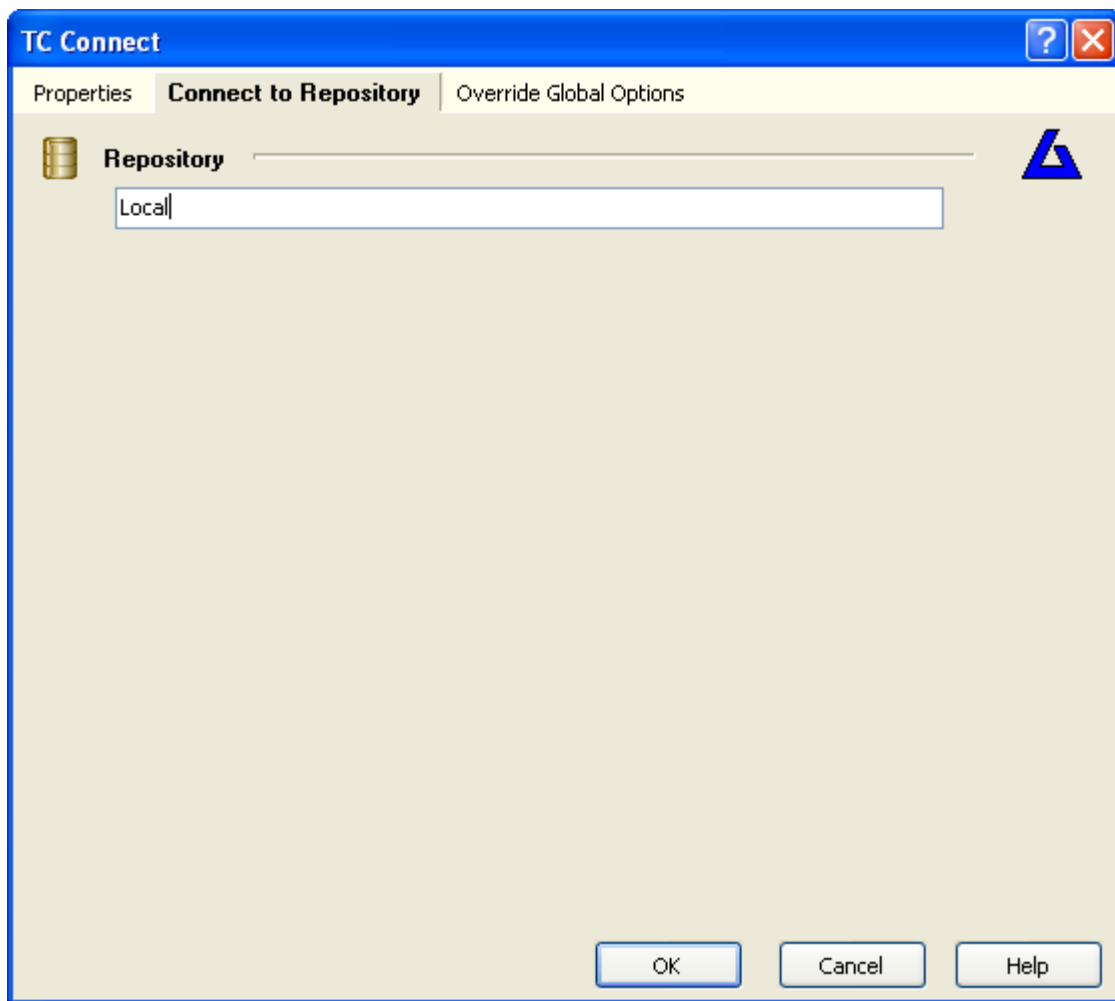 TC Connect
Properties Connect to Repository Override Global Options
Repository
Local
OK Cancel Help